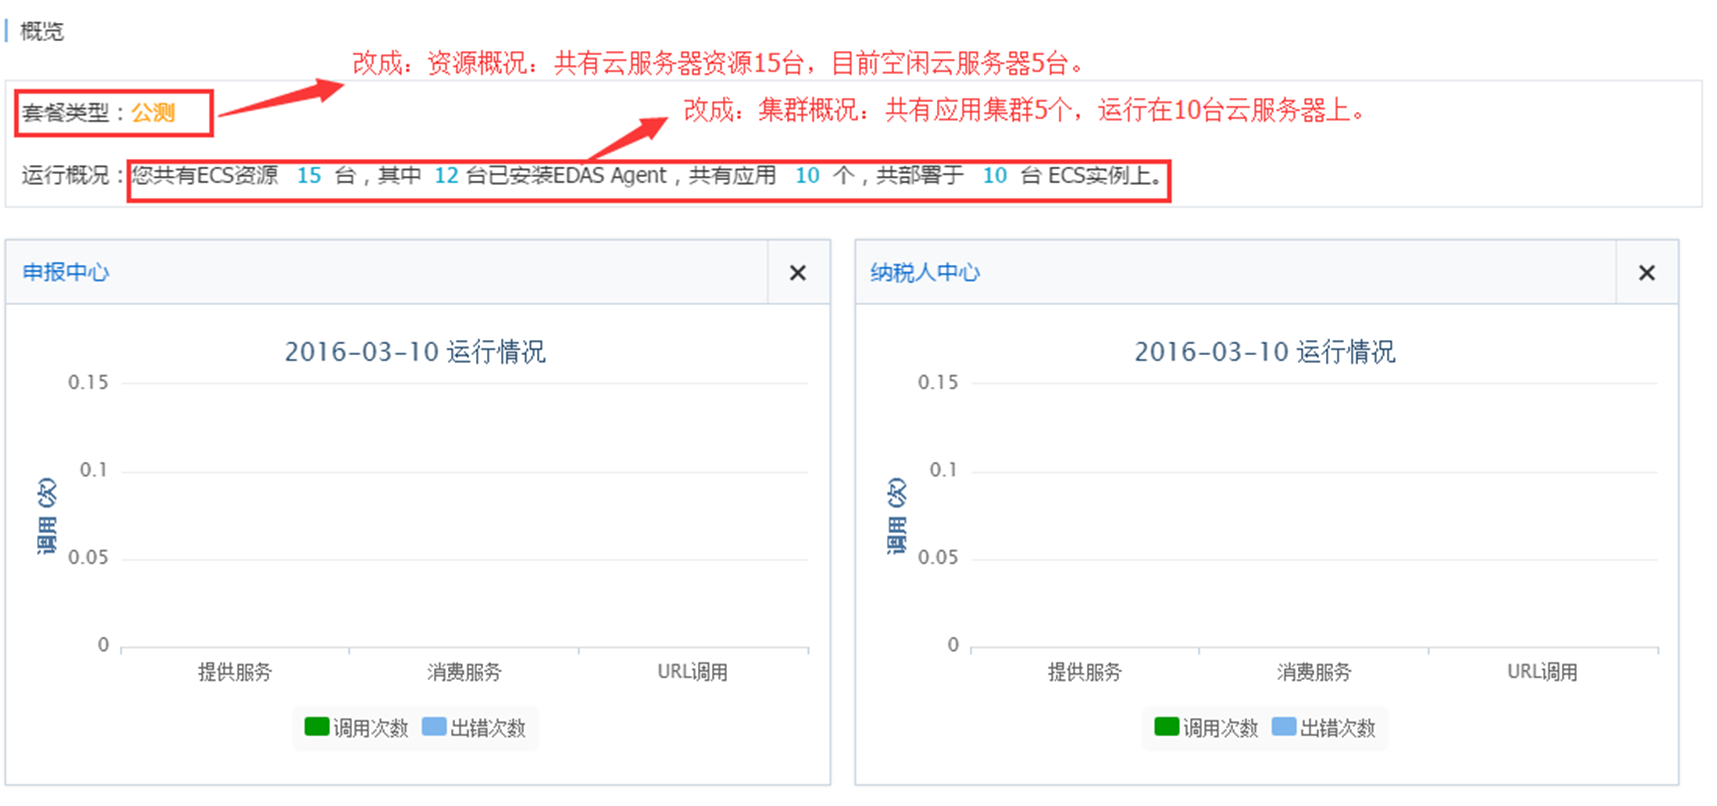 概览
改成：资源概况：共有云服务器资源15台，目前空闲云服务器5台。
套餐类型：公测
改成：集群概况：共有应用集群5个，运行在10台云服务器上。
运行概况：您共有ECS资源 15 台，其中 12 台已安装EDAS Agent，共有应用 10 个，共部署于 10 台 ECS实例上。
申报中心
2016-03-10 运行情况
调用 (次)
0.15
0.1
0.05
0
提供服务 消费服务 URL调用
调用次数 出错次数
纳税人中心
2016-03-10 运行情况
调用 (次)
0.15
0.1
0.05
0
提供服务 消费服务 URL调用
调用次数 出错次数